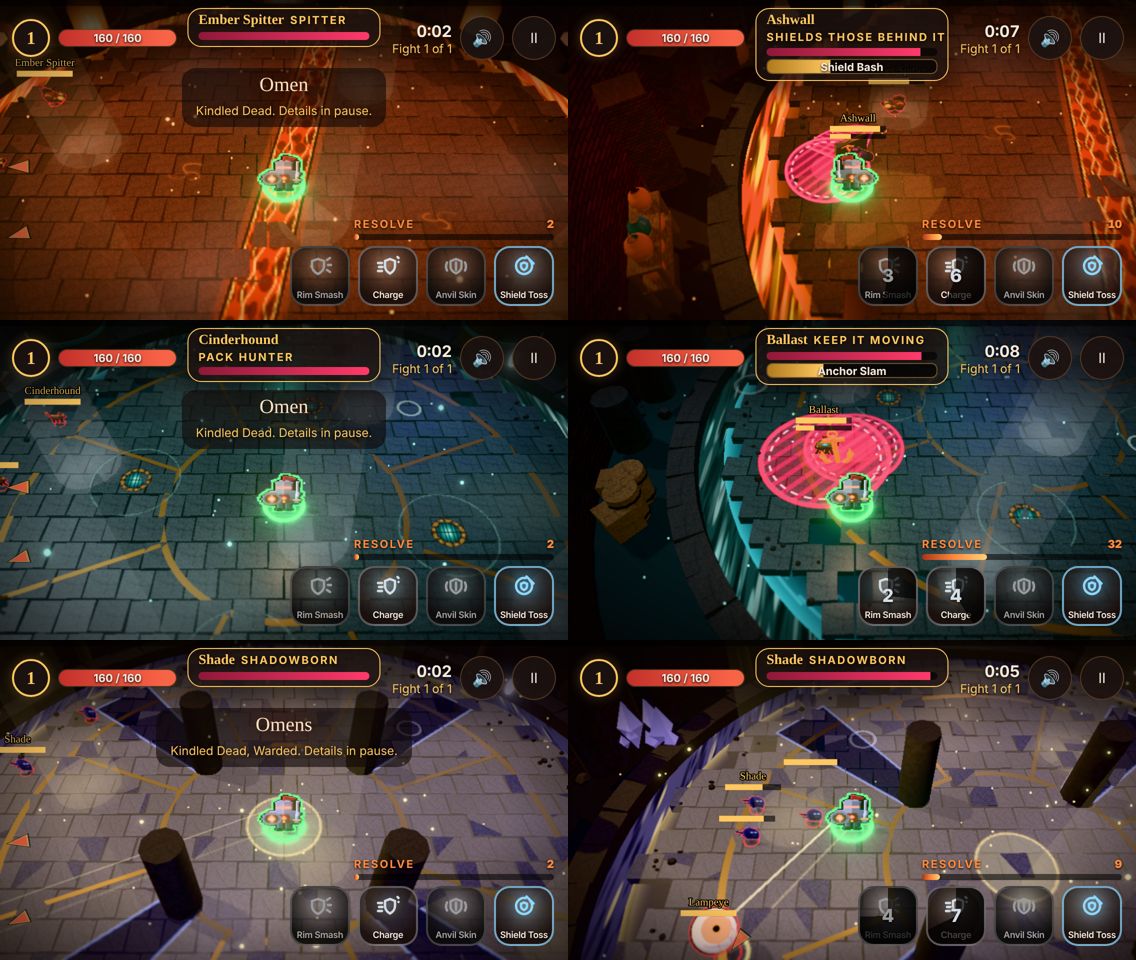 1
160 / 160
Ember Spitter SPITTER
0:02
Fight 1 of 1
Ember Spitter
Omen
Kindled Dead. Details in pause.
RESOLVE 2
Rim Smash Charge Anvil Skin Shield Toss
1
160 / 160
Ashwall
SHIELDS THOSE BEHIND IT
Shield Bash
0:07
Fight 1 of 1
Ashwall
RESOLVE 10
3 6
Rim Smash Charge Anvil Skin Shield Toss
1
160 / 160
Cinderhound
PACK HUNTER
0:02
Fight 1 of 1
Cinderhound
Omen
Kindled Dead. Details in pause.
RESOLVE 2
Rim Smash Charge Anvil Skin Shield Toss
1
160 / 160
Ballast KEEP IT MOVING
Anchor Slam
0:08
Fight 1 of 1
Ballast
RESOLVE 32
2 4
Rim Smash Charge Anvil Skin Shield Toss
1
160 / 160
Shade SHADOWBORN
0:02
Fight 1 of 1
Shade
Omens
Kindled Dead, Warded. Details in pause.
RESOLVE 2
Rim Smash Charge Anvil Skin Shield Toss
1
160 / 160
Shade SHADOWBORN
0:05
Fight 1 of 1
Shade
Lampeye
RESOLVE 9
4 7
Rim Smash Charge Anvil Skin Shield Toss